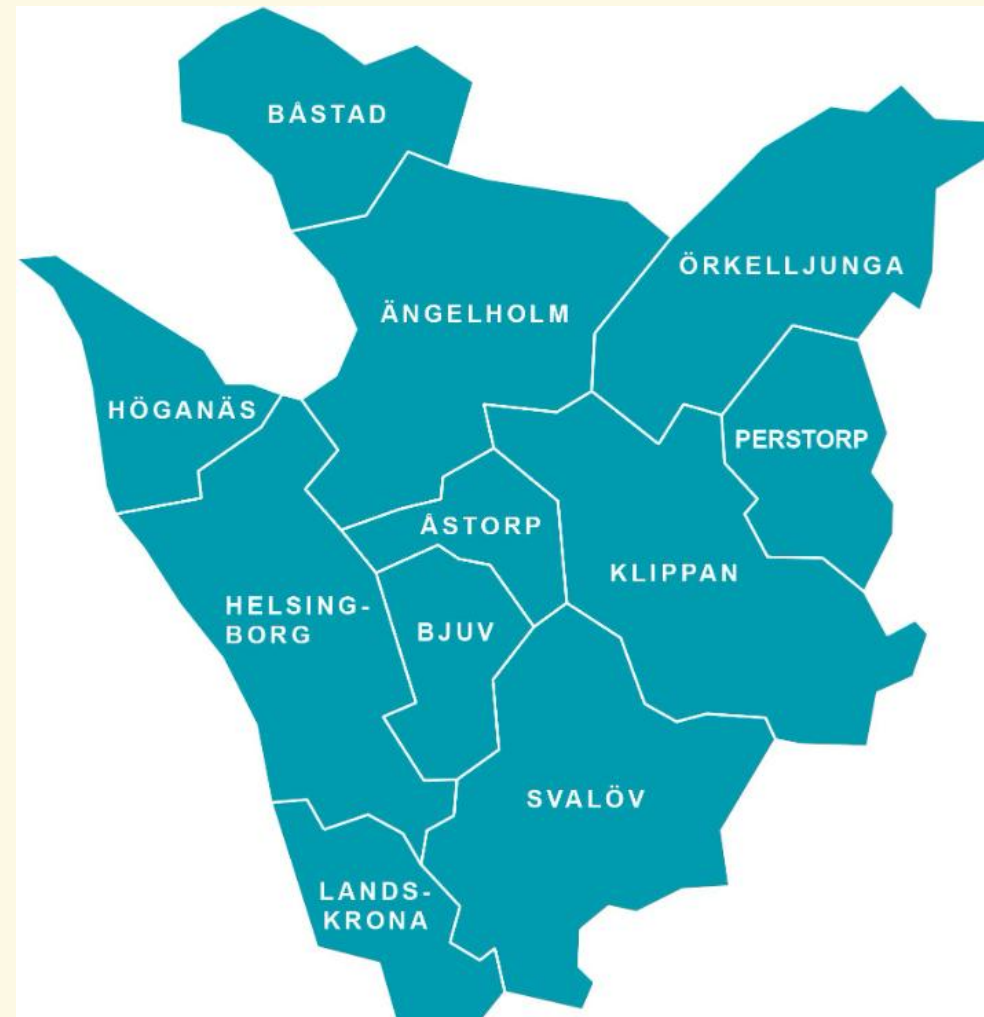 BÅSTAD
ÖRKELLJUNGA
ÄNGELHOLM
HÖGANÄS
PERSTORP
ÅSTORP
KLIPPAN
HELSING-
BORG
BJUV
SVALÖV
LANDS-
KRONA